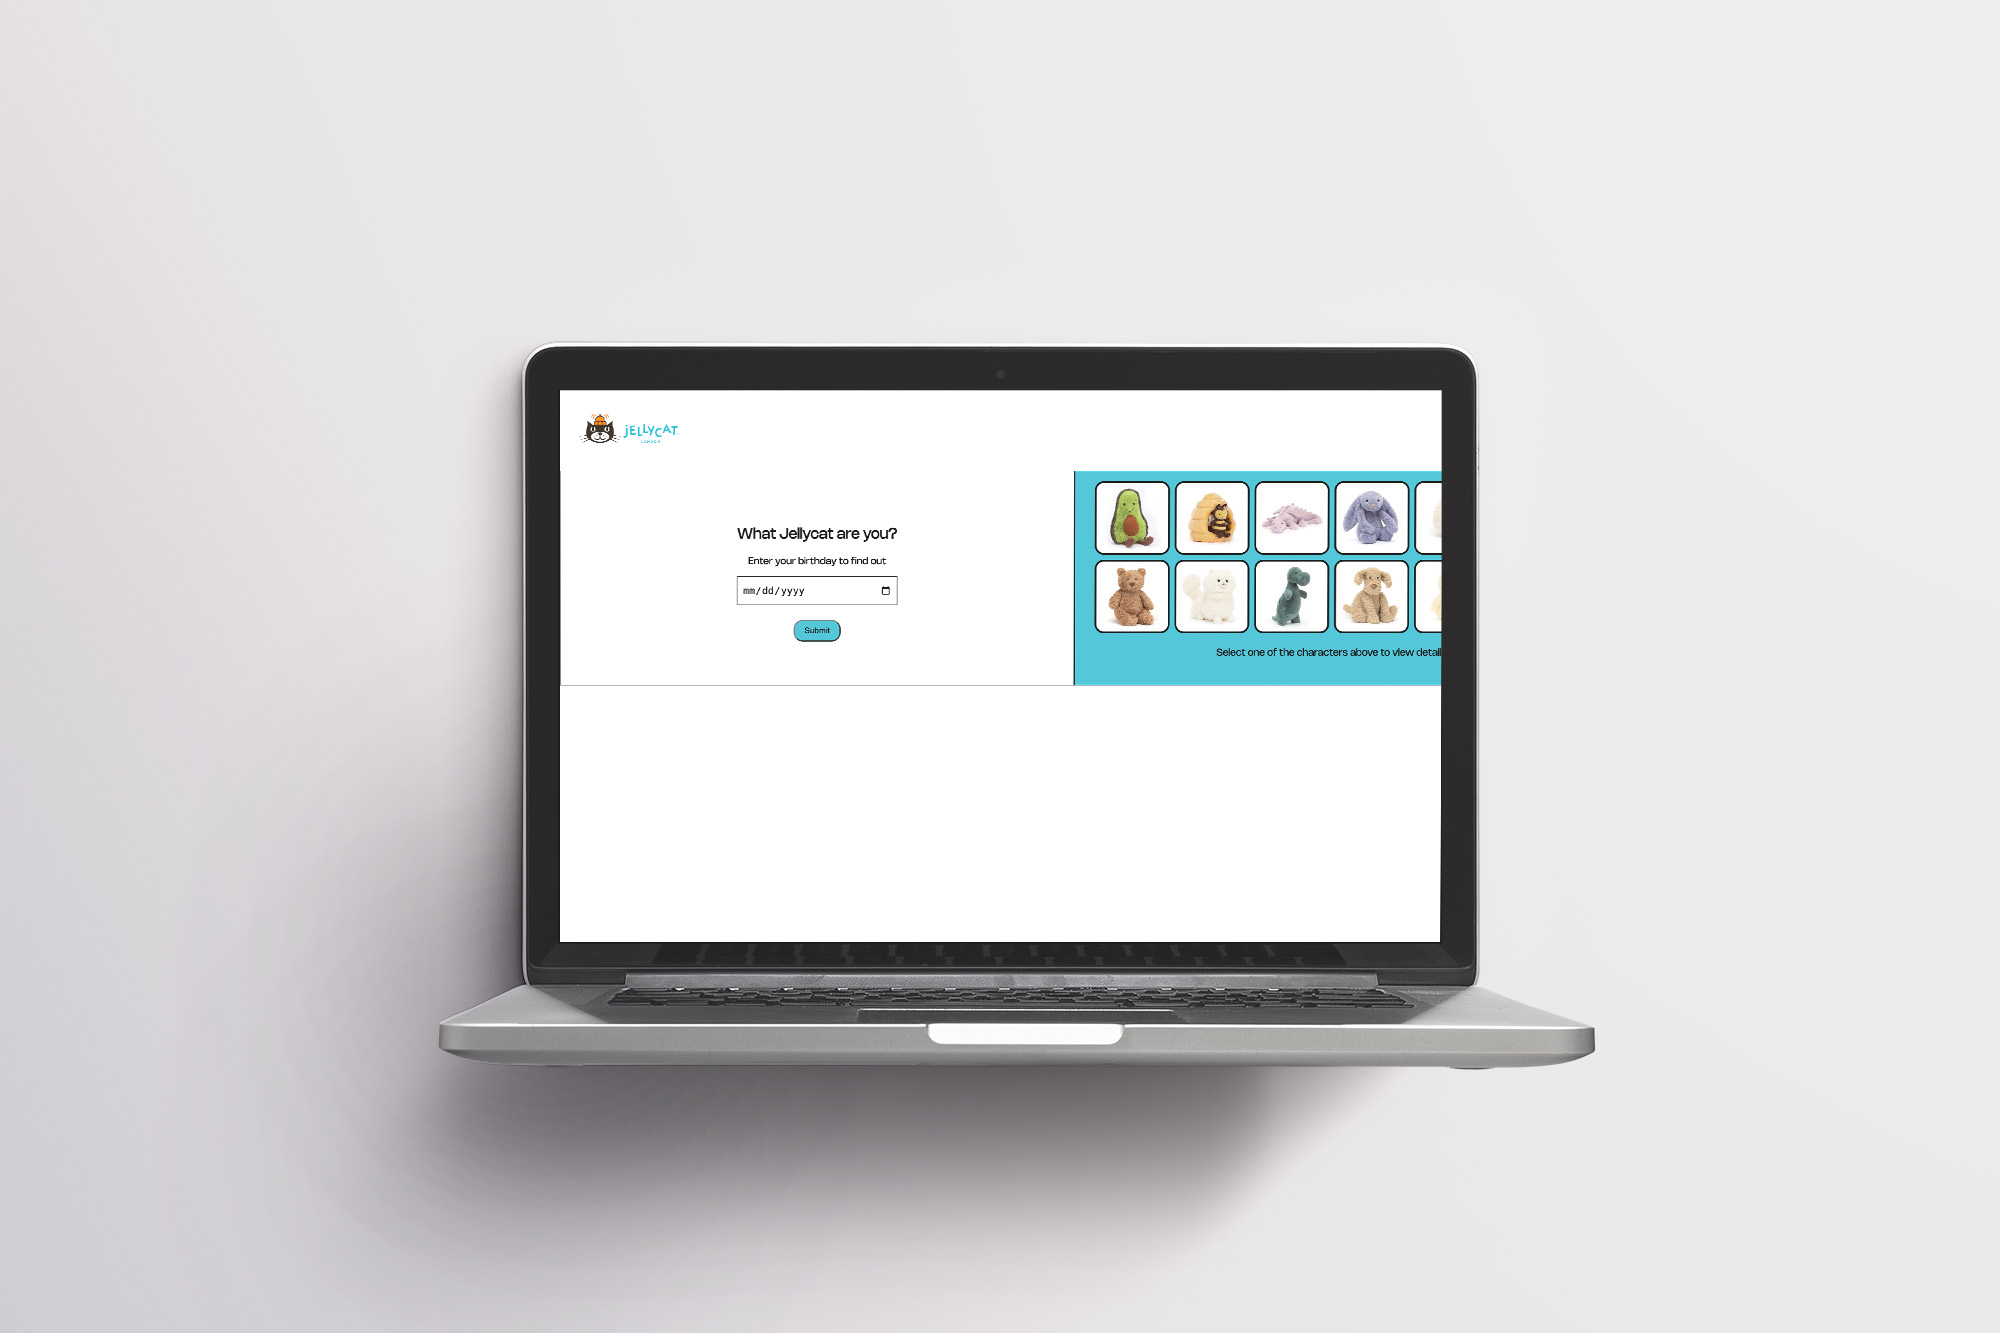 jELLYCAT
LONDON
What Jellycat are you?
Enter your birthday to find out
mm/dd/yyyy
Submit
Select one of the characters above to view detail